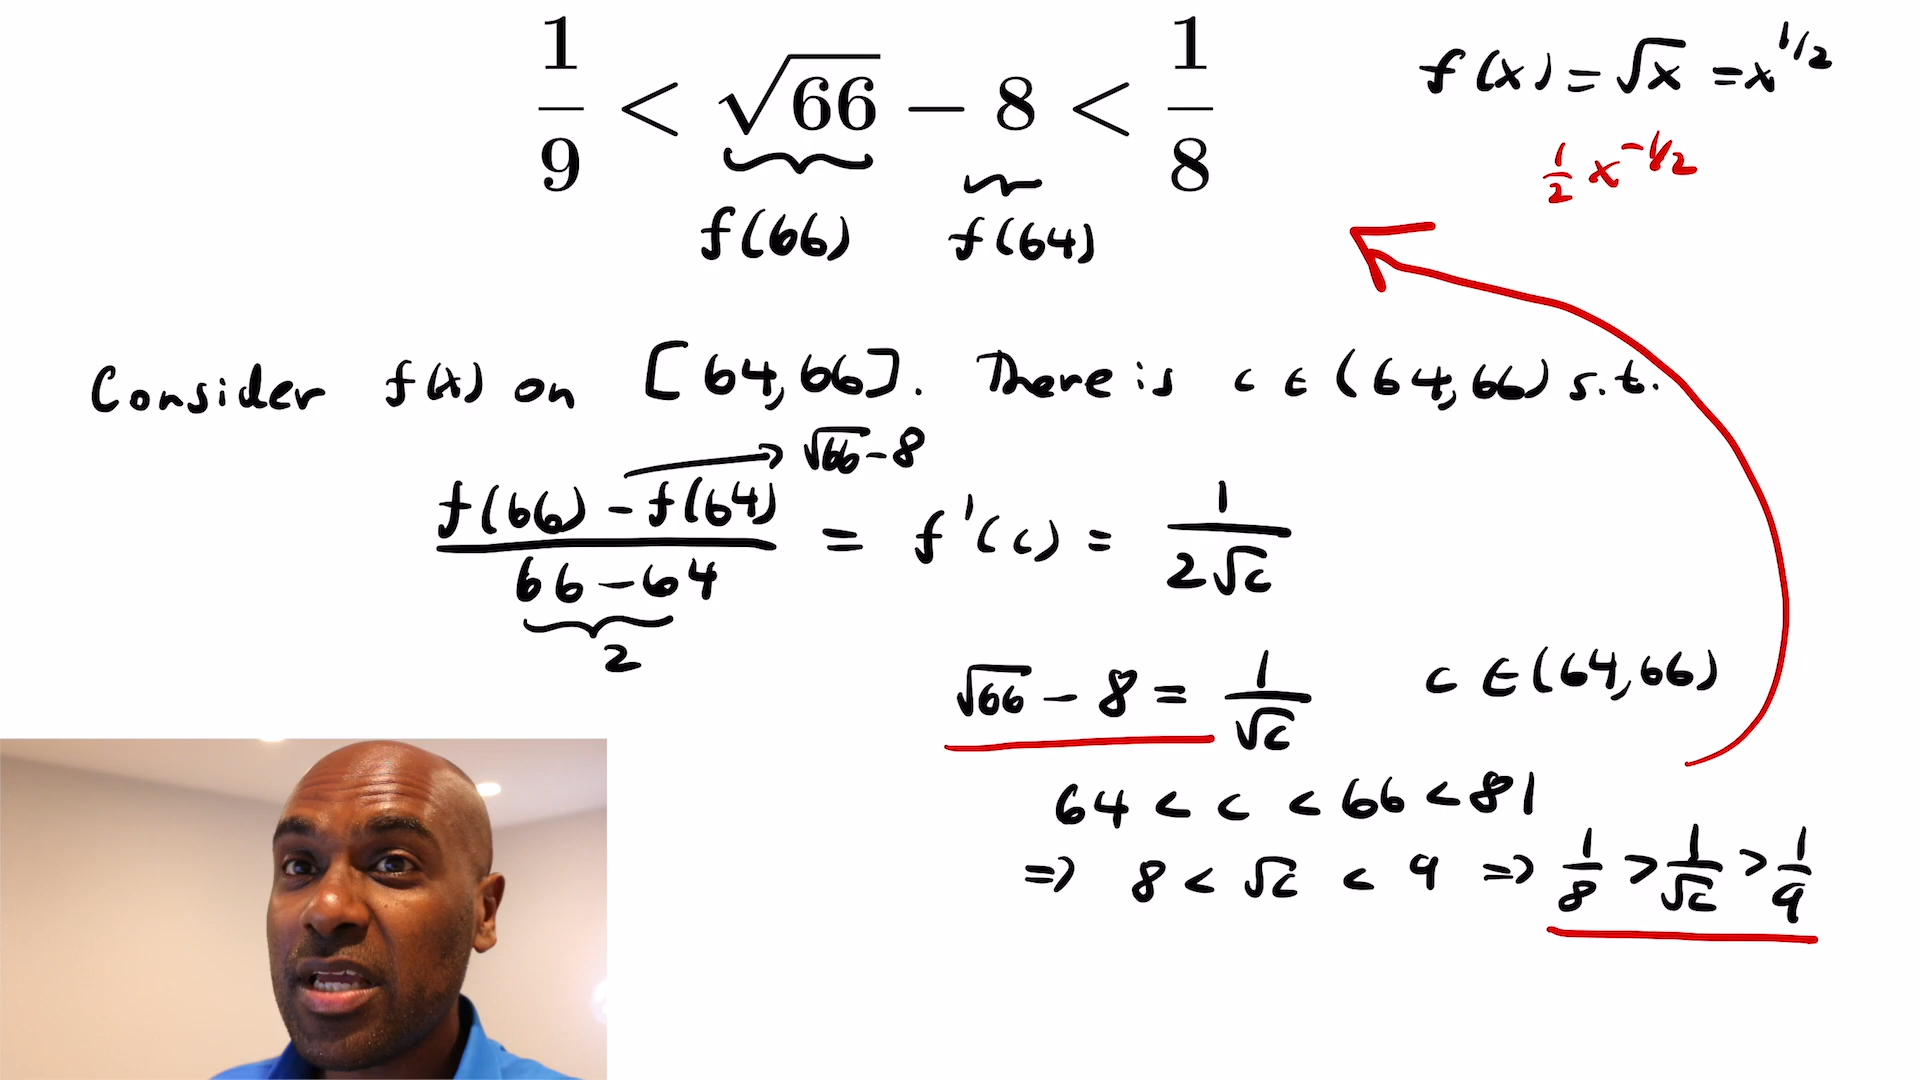 1/9 < √66 − 8 < 1/8
f(x) = √x = x^1/2
1/2 x^-1/2
f(66) f(64)
Consider f(x) on [64,66]. There is c ∈ (64,66) s.t.
√66 - 8
f(66) - f(64) / 66 - 64 = f'(c) = 1 / 2√c
2
√66 - 8 = 1/√c c ∈ (64,66)
64 < c < 66 < 81
⇒ 8 < √c < 9 ⇒ 1/8 > 1/√c > 1/9